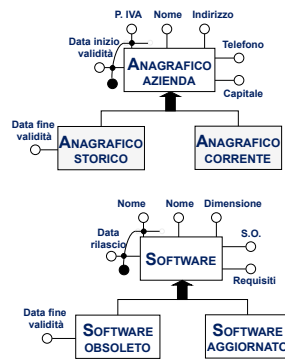 P. IVA Nome Indirizzo
Data inizio
validità
Telefono
ANAGRAFICO
AZIENDA
Capitale
Data fine
validità
ANAGRAFICO
STORICO
ANAGRAFICO
CORRENTE
Nome Nome Dimensione
Data
rilascio
S.O.
SOFTWARE
Requisiti
Data fine
validità
SOFTWARE
OBSOLETO
SOFTWARE
AGGIORNATO